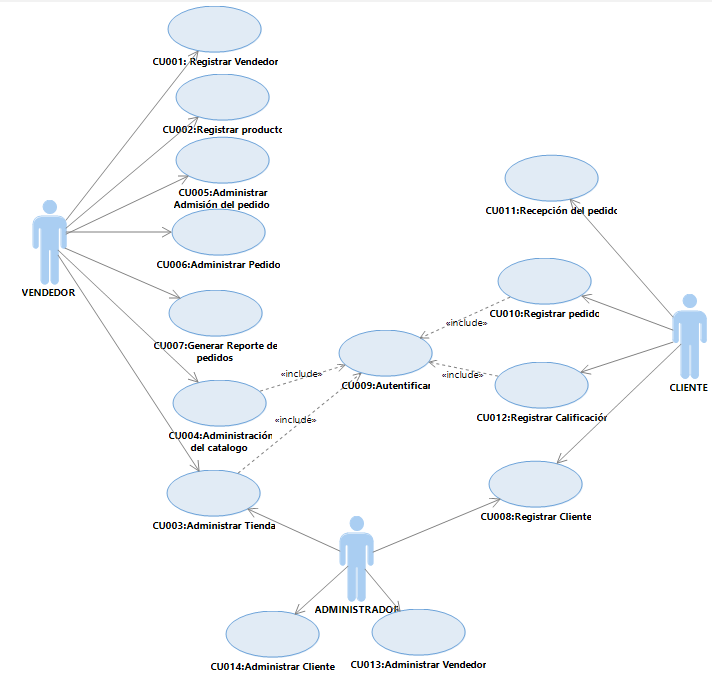 CU001: Registrar Vendedor
CU002:Registrar producto
CU005:Administrar
Admisión del pedido
CU011:Recepción del pedido
CU006:Administrar Pedido
VENDEDOR
CU010:Registrar pedido
«include»
CU007:Generar Reporte de
pedidos
«include»
«include»
CU009:Autentificar
CLIENTE
CU012:Registrar Calificación
«include»
CU004:Administración
del catalogo
CU003:Administrar Tienda
CU008:Registrar Cliente
ADMINISTRADOR
CU014:Administrar Cliente
CU013:Administrar Vendedor